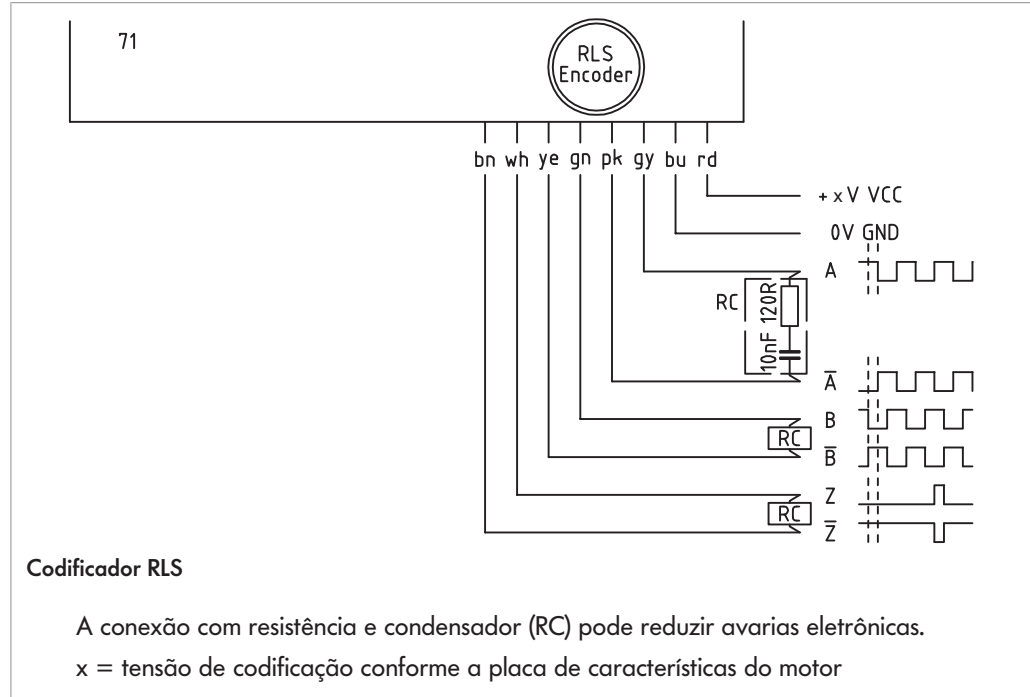 71
RLS
Encoder
bn wh ye gn pk gy bu rd
+ x V VCC
0V GND
A
RC
120R
10nF
A̅
B
RC
B̅
Z
RC
Z̅
Codificador RLS
A conexão com resistência e condensador (RC) pode reduzir avarias eletrônicas.
x = tensão de codificação conforme a placa de características do motor